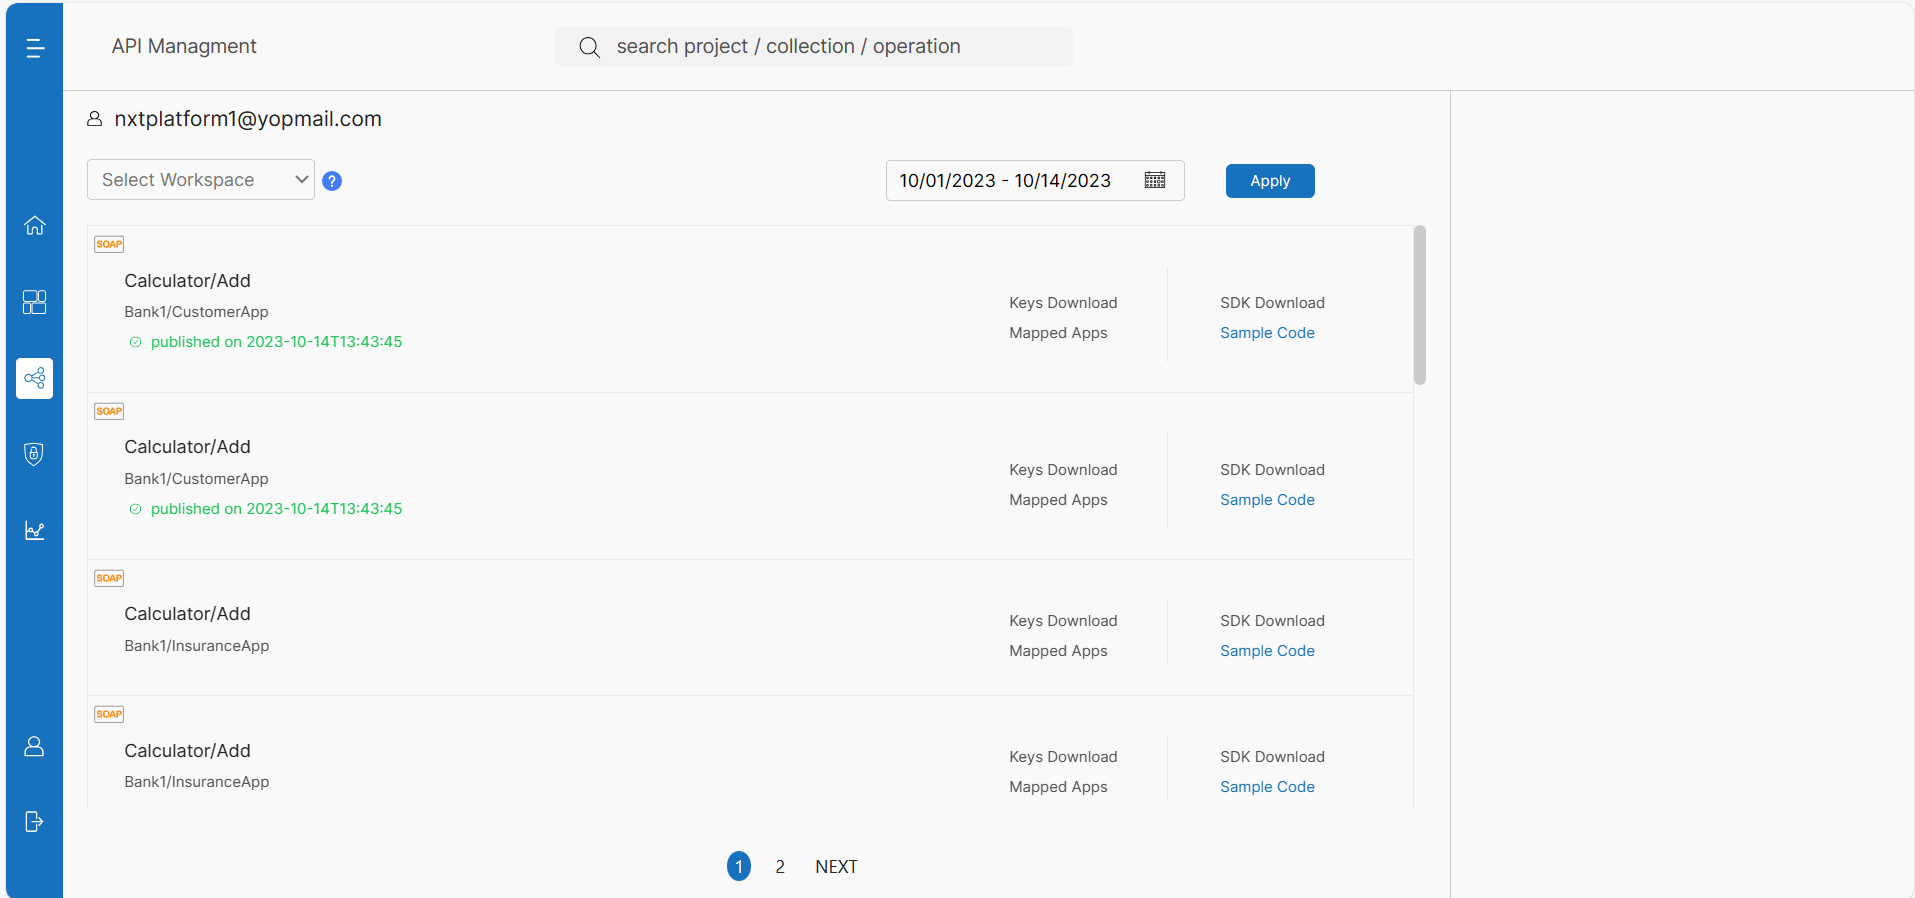 API Managment
search project / collection / operation
nxtplatform1@yopmail.com
Select Workspace
?
10/01/2023 - 10/14/2023
Apply
SOAP
Calculator/Add
Bank1/CustomerApp
published on 2023-10-14T13:43:45
Keys Download
Mapped Apps
SDK Download
Sample Code
SOAP
Calculator/Add
Bank1/CustomerApp
published on 2023-10-14T13:43:45
Keys Download
Mapped Apps
SDK Download
Sample Code
SOAP
Calculator/Add
Bank1/InsuranceApp
Keys Download
Mapped Apps
SDK Download
Sample Code
SOAP
Calculator/Add
Bank1/InsuranceApp
Keys Download
Mapped Apps
SDK Download
Sample Code
1 2 NEXT